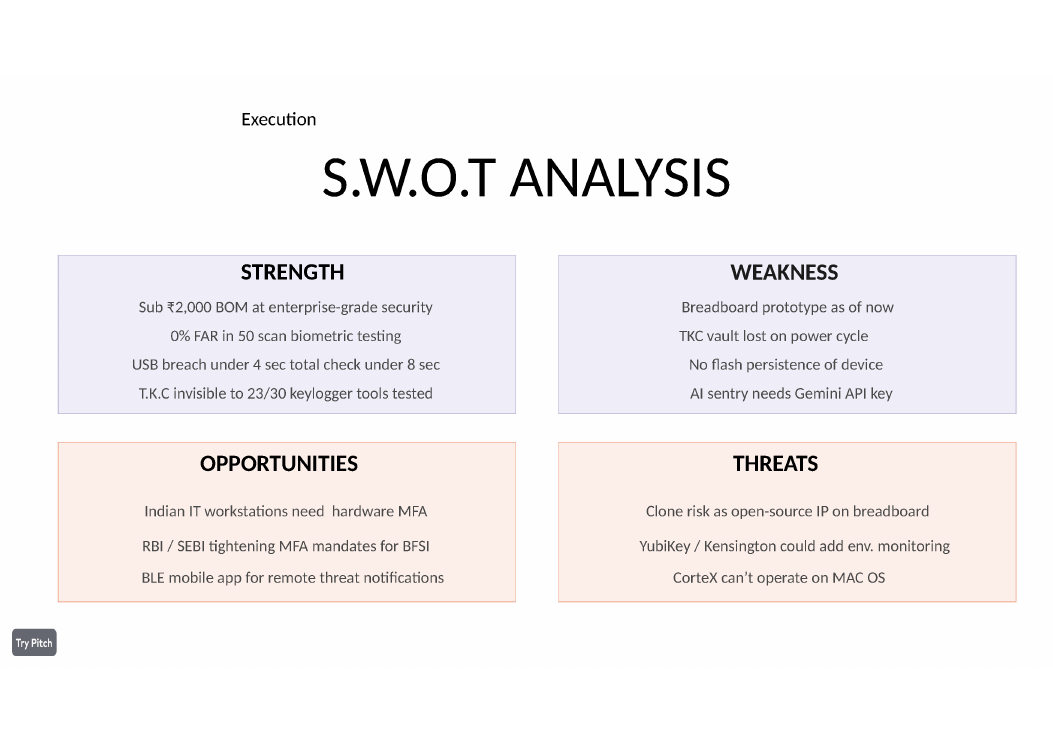 Execution
S.W.O.T ANALYSIS
STRENGTH
Sub ₹2,000 BOM at enterprise-grade security
0% FAR in 50 scan biometric testing
USB breach under 4 sec total check under 8 sec
T.K.C invisible to 23/30 keylogger tools tested
WEAKNESS
Breadboard prototype as of now
TKC vault lost on power cycle
No flash persistence of device
AI sentry needs Gemini API key
OPPORTUNITIES
Indian IT workstations need  hardware MFA
RBI / SEBI tightening MFA mandates for BFSI
BLE mobile app for remote threat notifications
THREATS
Clone risk as open-source IP on breadboard
YubiKey / Kensington could add env. monitoring
CorteX can’t operate on MAC OS
Try Pitch